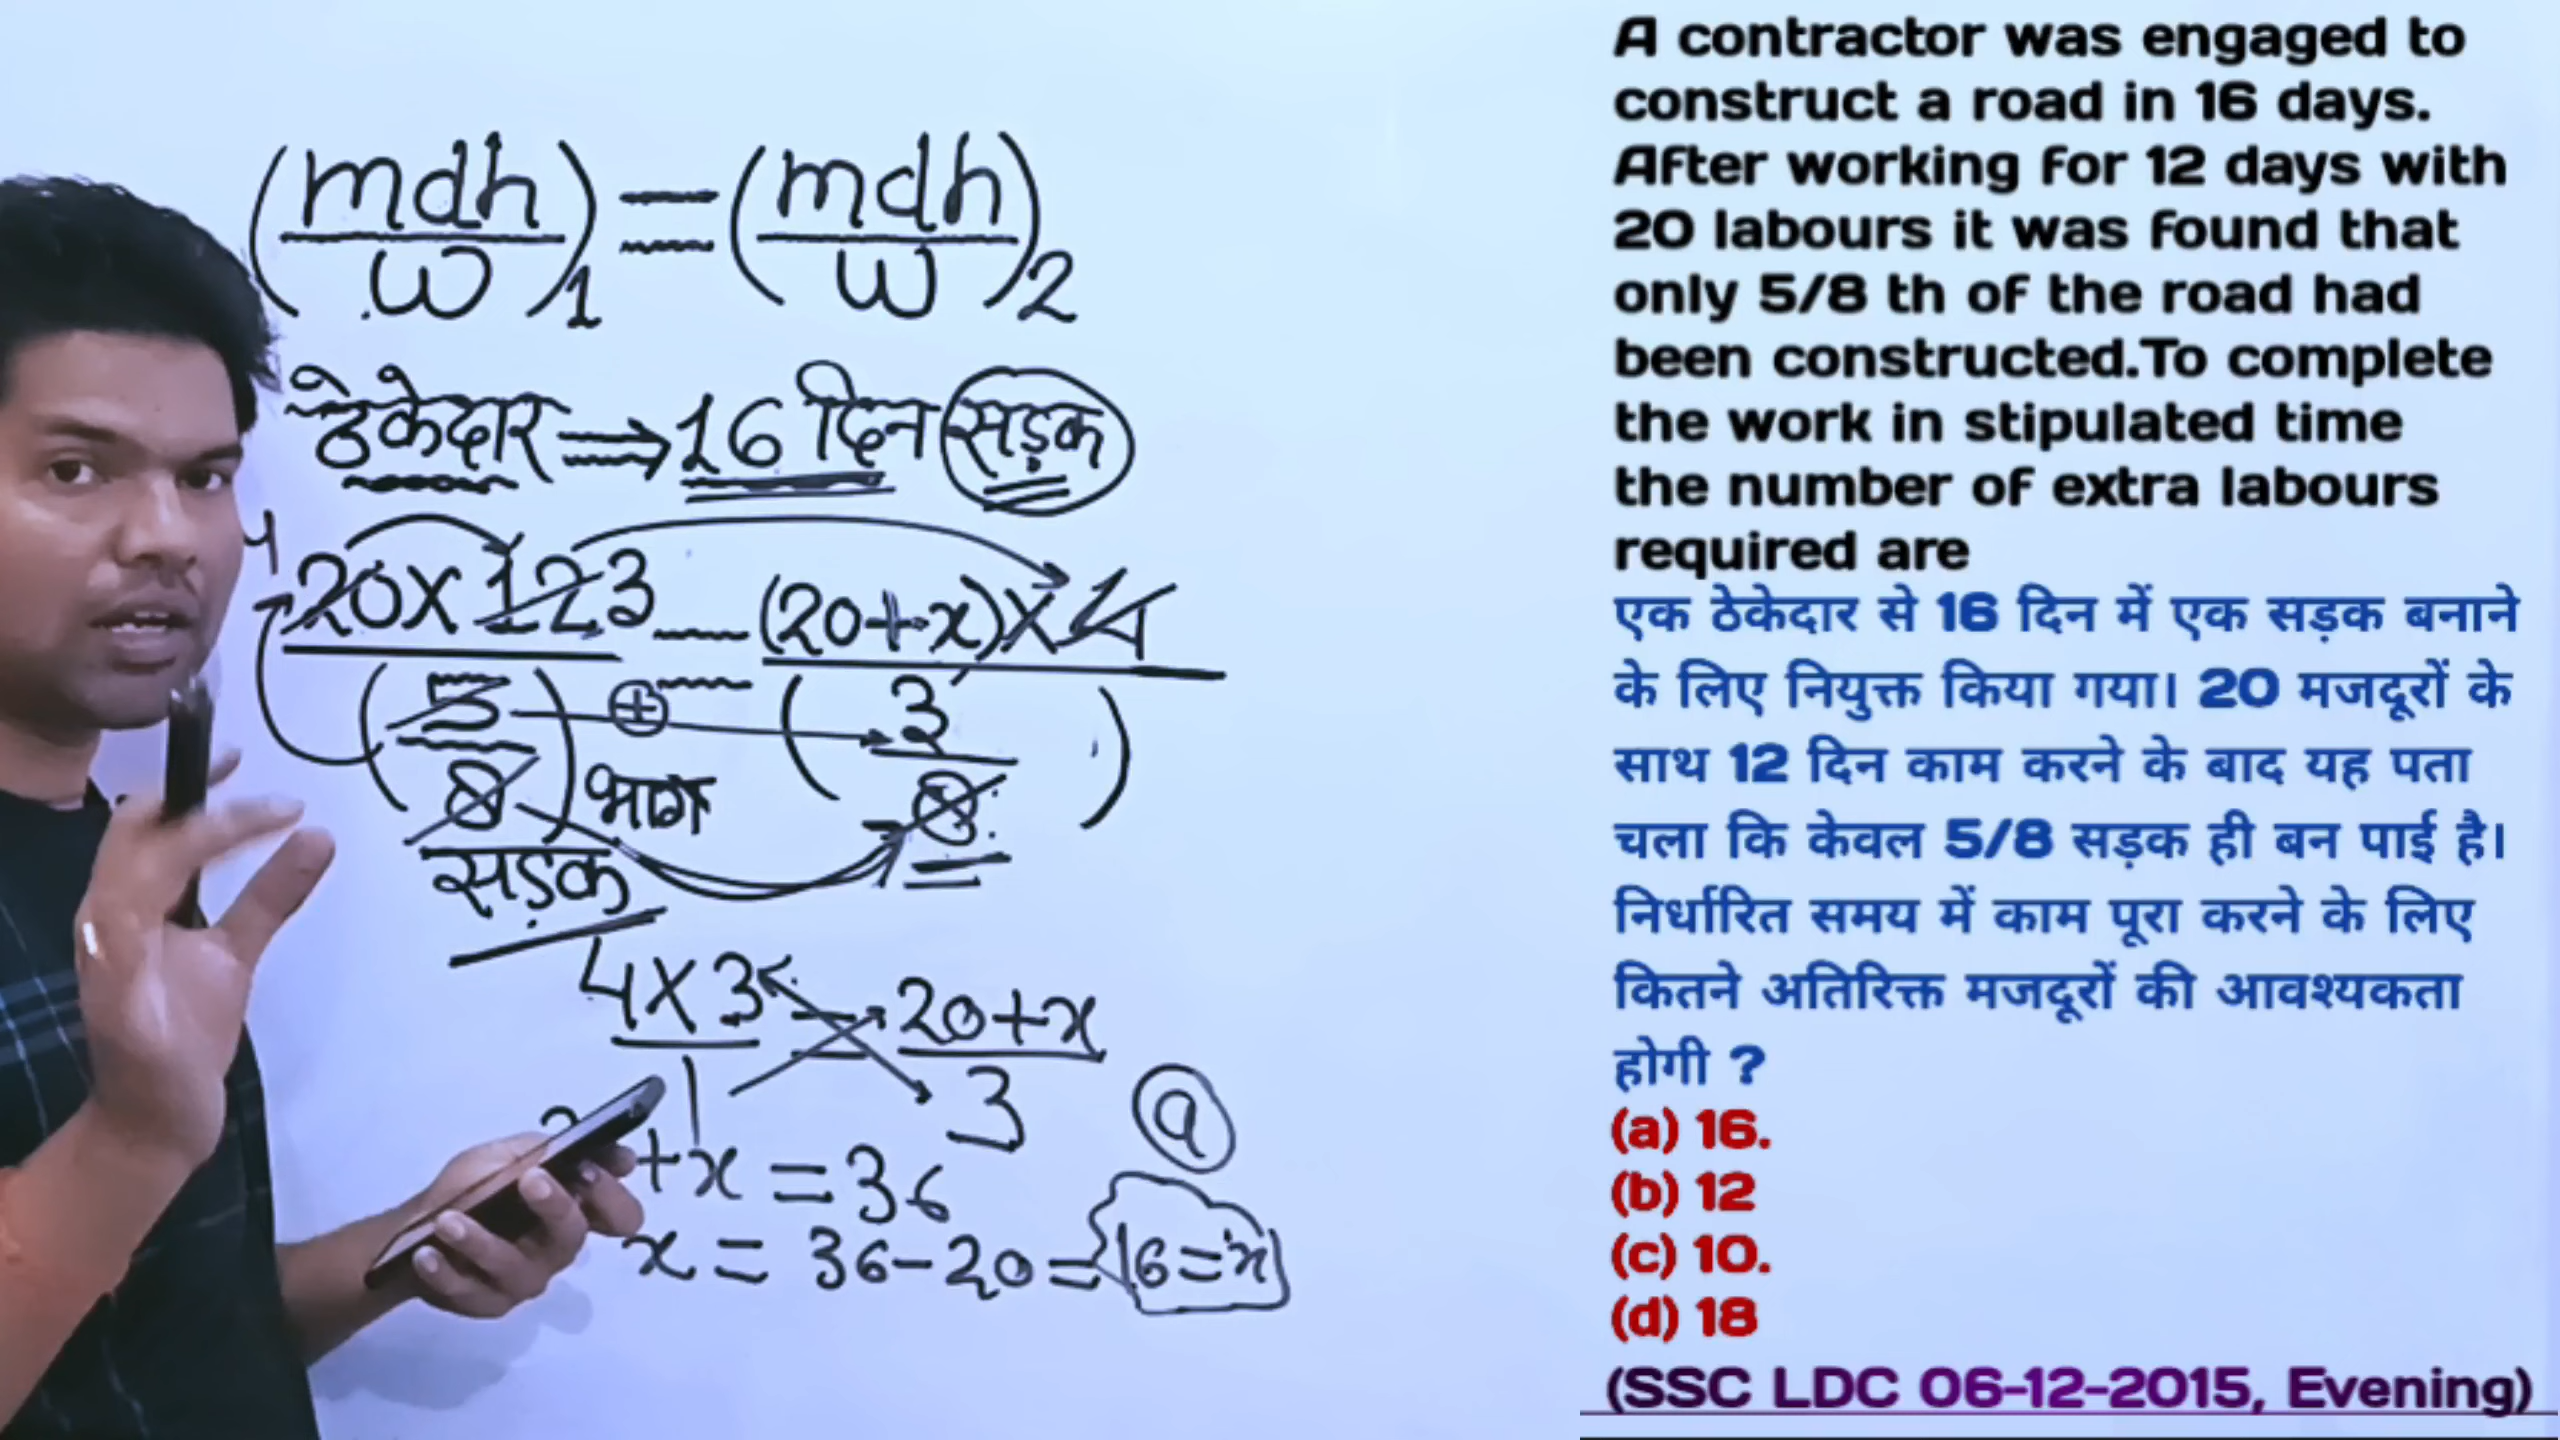 (mdh/W)1 = (mdh/W)2
ठेकेदार ⇒ 16 दिन सड़क
4
20x12 3 = (20+x)x4
(5/8) भाग + (3/8)
सड़क
4x3/1 = 20+x/3
+x = 36
a
x = 36-20 = 16=x
A contractor was engaged to
construct a road in 16 days.
After working for 12 days with
20 labours it was found that
only 5/8 th of the road had
been constructed.To complete
the work in stipulated time
the number of extra labours
required are
एक ठेकेदार से 16 दिन में एक सड़क बनाने
के लिए नियुक्त किया गया। 20 मजदूरों के
साथ 12 दिन काम करने के बाद यह पता
चला कि केवल 5/8 सड़क ही बन पाई है।
निर्धारित समय में काम पूरा करने के लिए
कितने अतिरिक्त मजदूरों की आवश्यकता
होगी ?
(a) 16.
(b) 12
(c) 10.
(d) 18
(SSC LDC 06-12-2015, Evening)